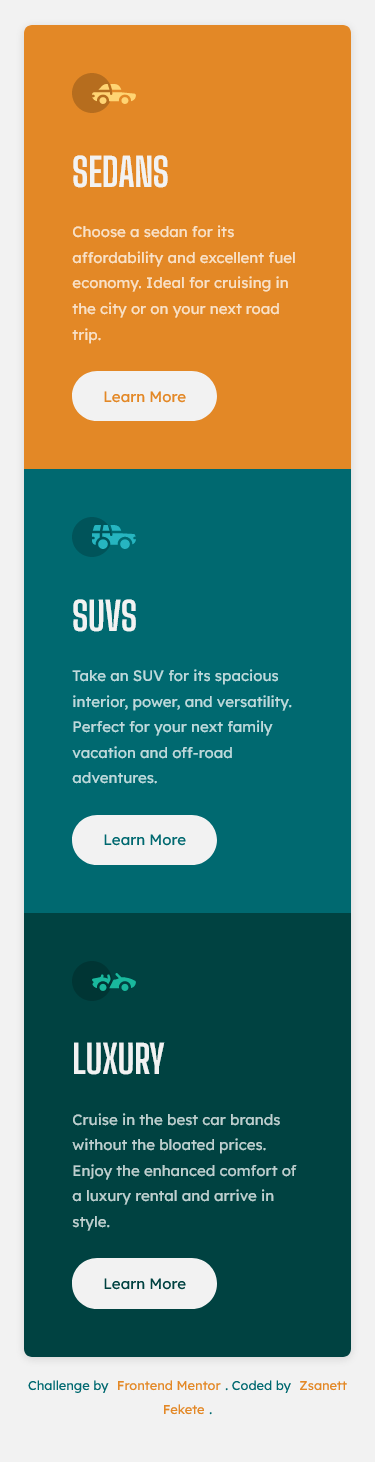 SEDANS
Choose a sedan for its
affordability and excellent fuel
economy. Ideal for cruising in
the city or on your next road
trip.
Learn More
SUVS
Take an SUV for its spacious
interior, power, and versatility.
Perfect for your next family
vacation and off-road
adventures.
Learn More
LUXURY
Cruise in the best car brands
without the bloated prices.
Enjoy the enhanced comfort of
a luxury rental and arrive in
style.
Learn More
Challenge by Frontend Mentor . Coded by Zsanett
Fekete .